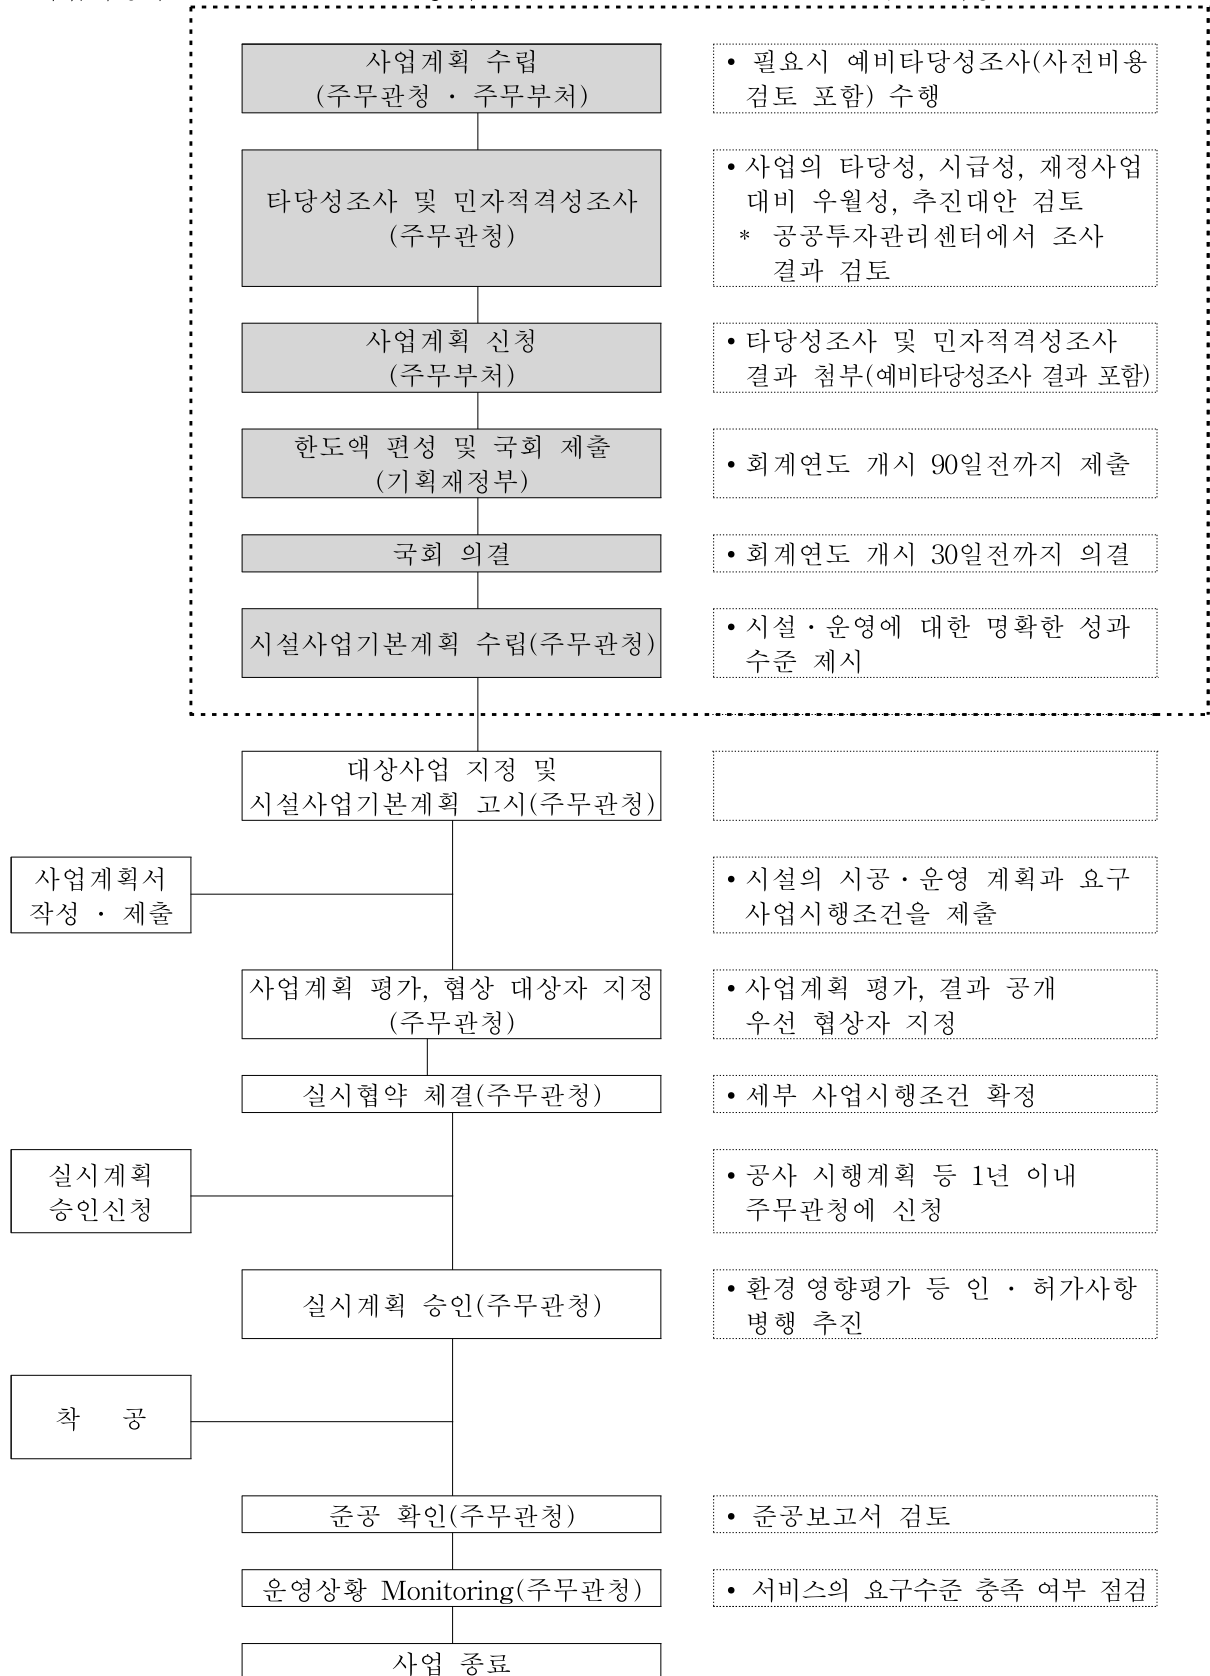 사업계획 수립
(주무관청 · 주무부처)
• 필요시 예비타당성조사(사전비용
검토 포함) 수행
타당성조사 및 민자적격성조사
(주무관청)
• 사업의 타당성, 시급성, 재정사업
대비 우월성, 추진대안 검토
* 공공투자관리센터에서 조사
결과 검토
사업계획 신청
(주무부처)
• 타당성조사 및 민자적격성조사
결과 첨부(예비타당성조사 결과 포함)
한도액 편성 및 국회 제출
(기획재정부)
• 회계연도 개시 90일전까지 제출
국회 의결
• 회계연도 개시 30일전까지 의결
시설사업기본계획 수립(주무관청)
• 시설 · 운영에 대한 명확한 성과
수준 제시
대상사업 지정 및
시설사업기본계획 고시(주무관청)
사업계획서
작성 · 제출
• 시설의 시공 · 운영 계획과 요구
사업시행조건을 제출
사업계획 평가, 협상 대상자 지정
(주무관청)
• 사업계획 평가, 결과 공개
우선 협상자 지정
실시협약 체결(주무관청)
• 세부 사업시행조건 확정
실시계획
승인신청
• 공사 시행계획 등 1년 이내
주무관청에 신청
실시계획 승인(주무관청)
• 환경 영향평가 등 인 · 허가사항
병행 추진
착 공
준공 확인(주무관청)
• 준공보고서 검토
운영상황 Monitoring(주무관청)
• 서비스의 요구수준 충족 여부 점검
사업 종료